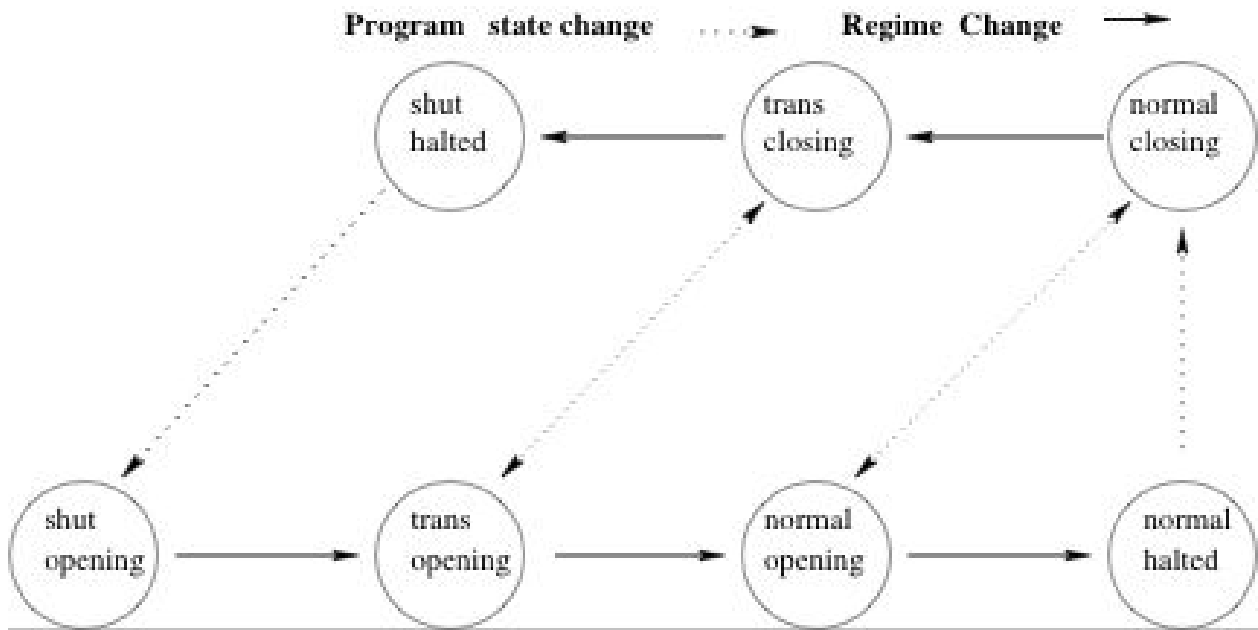 Program state change Regime Change
shut
halted
trans
closing
normal
closing
shut
opening
trans
opening
normal
opening
normal
halted